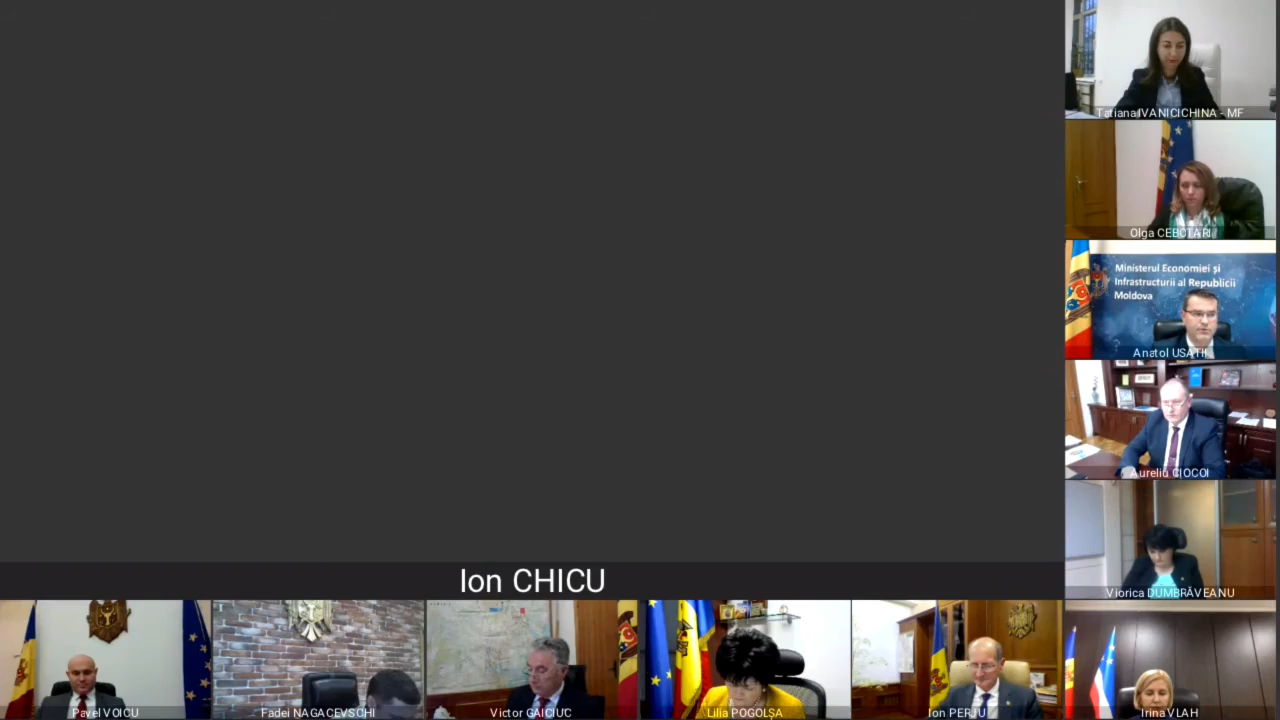 Tatiana IVANICICHINA - MF
Olga CEBOTARI
Ministerul Economiei și
Infrastructurii al Republicii
Moldova
Anatol USATÎI
Aureliu CIOCOI
Viorica DUMBRĂVEANU
Ion CHICU
Pavel VOICU
Fadei NAGACEVSCHI
Victor GAICIUC
Lilia POGOLȘA
Ion PERJU
Irina VLAH